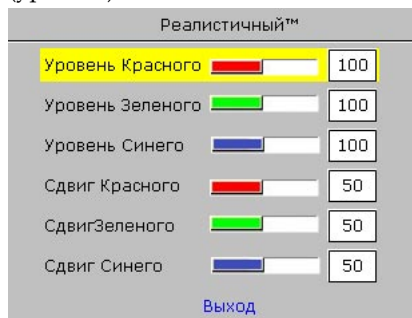 Реалистичный™
Уровень Красного 100
Уровень Зеленого 100
Уровень Синего 100
Сдвиг Красного 50
СдвигЗеленого 50
Сдвиг Синего 50
Выход